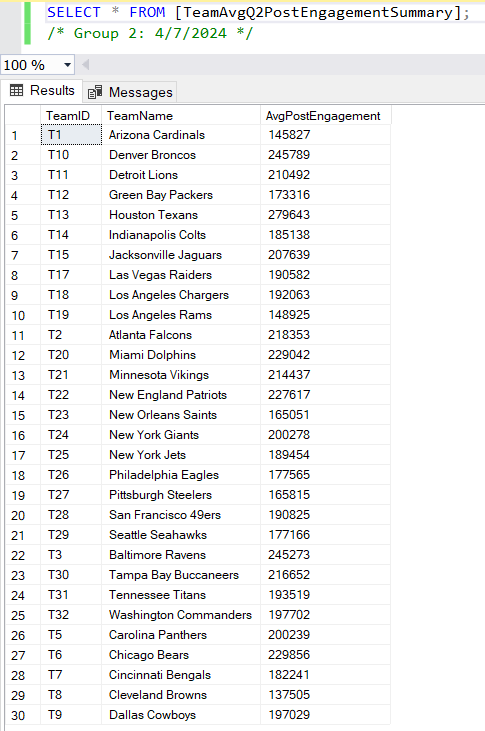 SELECT * FROM [TeamAvgQ2PostEngagementSummary];
/* Group 2: 4/7/2024 */
100 %
Results Messages
TeamID TeamName AvgPostEngagement
1 T1 Arizona Cardinals 145827
2 T10 Denver Broncos 245789
3 T11 Detroit Lions 210492
4 T12 Green Bay Packers 173316
5 T13 Houston Texans 279643
6 T14 Indianapolis Colts 185138
7 T15 Jacksonville Jaguars 207639
8 T17 Las Vegas Raiders 190582
9 T18 Los Angeles Chargers 192063
10 T19 Los Angeles Rams 148925
11 T2 Atlanta Falcons 218353
12 T20 Miami Dolphins 229042
13 T21 Minnesota Vikings 214437
14 T22 New England Patriots 227617
15 T23 New Orleans Saints 165051
16 T24 New York Giants 200278
17 T25 New York Jets 189454
18 T26 Philadelphia Eagles 177565
19 T27 Pittsburgh Steelers 165815
20 T28 San Francisco 49ers 190825
21 T29 Seattle Seahawks 177166
22 T3 Baltimore Ravens 245273
23 T30 Tampa Bay Buccaneers 216652
24 T31 Tennessee Titans 193519
25 T32 Washington Commanders 197702
26 T5 Carolina Panthers 200239
27 T6 Chicago Bears 229856
28 T7 Cincinnati Bengals 182241
29 T8 Cleveland Browns 137505
30 T9 Dallas Cowboys 197029